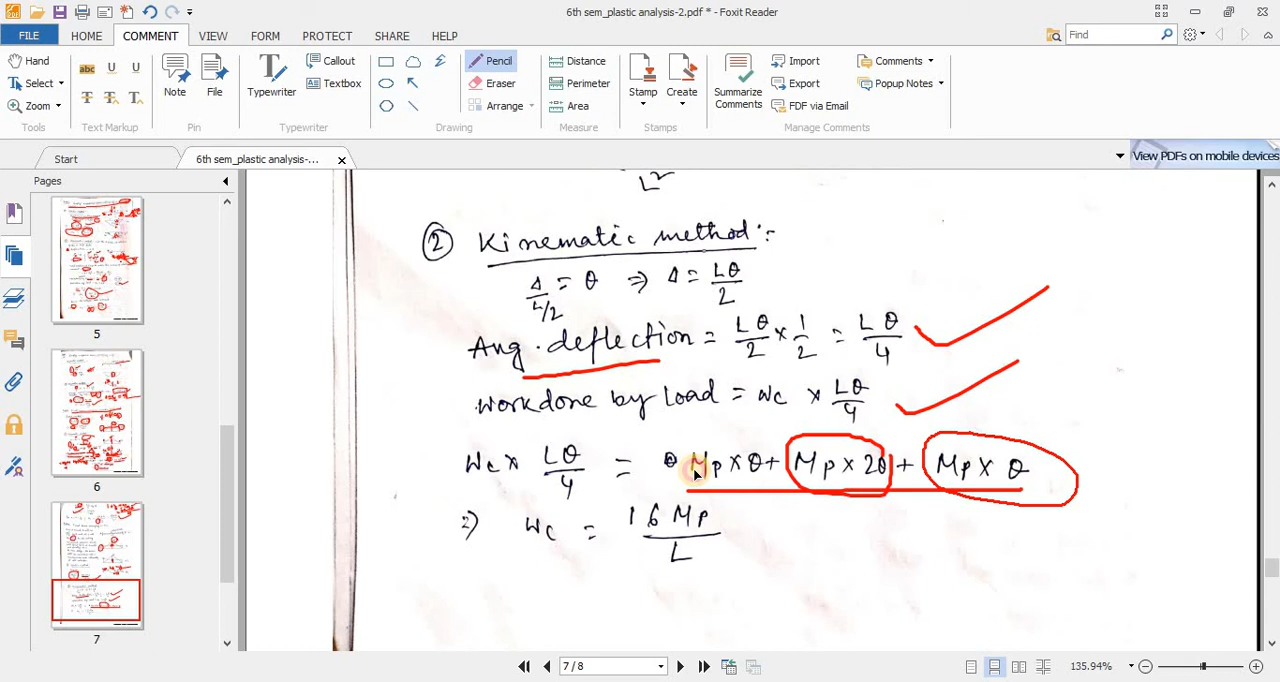 6th sem_plastic analysis-2.pdf * - Foxit Reader
FILE HOME COMMENT VIEW FORM PROTECT SHARE HELP Find
Hand
Select
Zoom
Tools
abc U U
T T T
Text Markup
Note File
Pin
Typewriter
Callout
Textbox
Typewriter
Pencil
Eraser
Arrange
Drawing
Distance
Perimeter
Area
Measure
Stamp Create
Stamps
Summarize Comments
Import
Export
FDF via Email
Comments
Popup Notes
Manage Comments
Start 6th sem_plastic analysis-... View PDFs on mobile devices
Pages
5
6
7
L²
② Kinematic method :-
Δ/(L/2) = θ ⇒ Δ = Lθ/2
Avg. deflection = Lθ/2 × 1/2 = Lθ/4
Workdone by Load = Wc × Lθ/4
Wc × Lθ/4 = θ Mp × θ + Mp × 2θ + Mp × θ
⇒ Wc = 16 Mp/L
7 / 8 135.94%